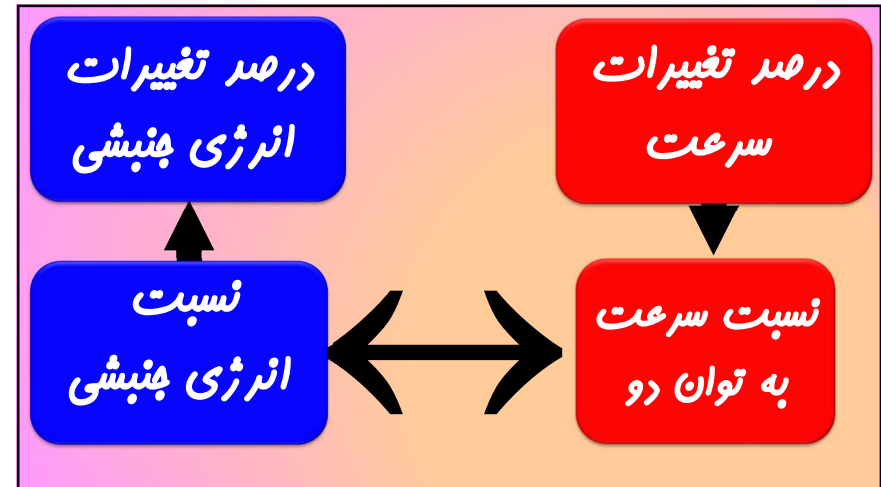 درصد تغییرات
سرعت
درصد تغییرات
انرژی جنبشی
نسبت سرعت
به توان دو
نسبت
انرژی جنبشی